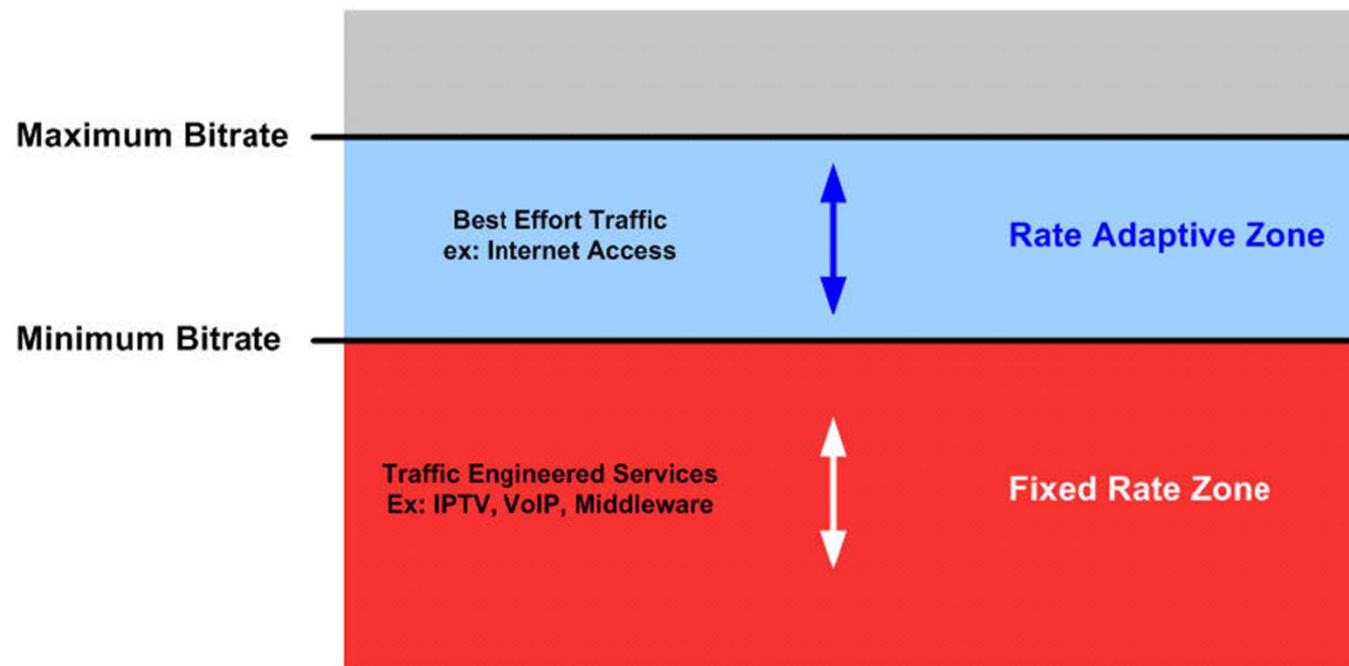 Maximum Bitrate
Best Effort Traffic
ex: Internet Access
Rate Adaptive Zone
Minimum Bitrate
Traffic Engineered Services
Ex: IPTV, VoIP, Middleware
Fixed Rate Zone